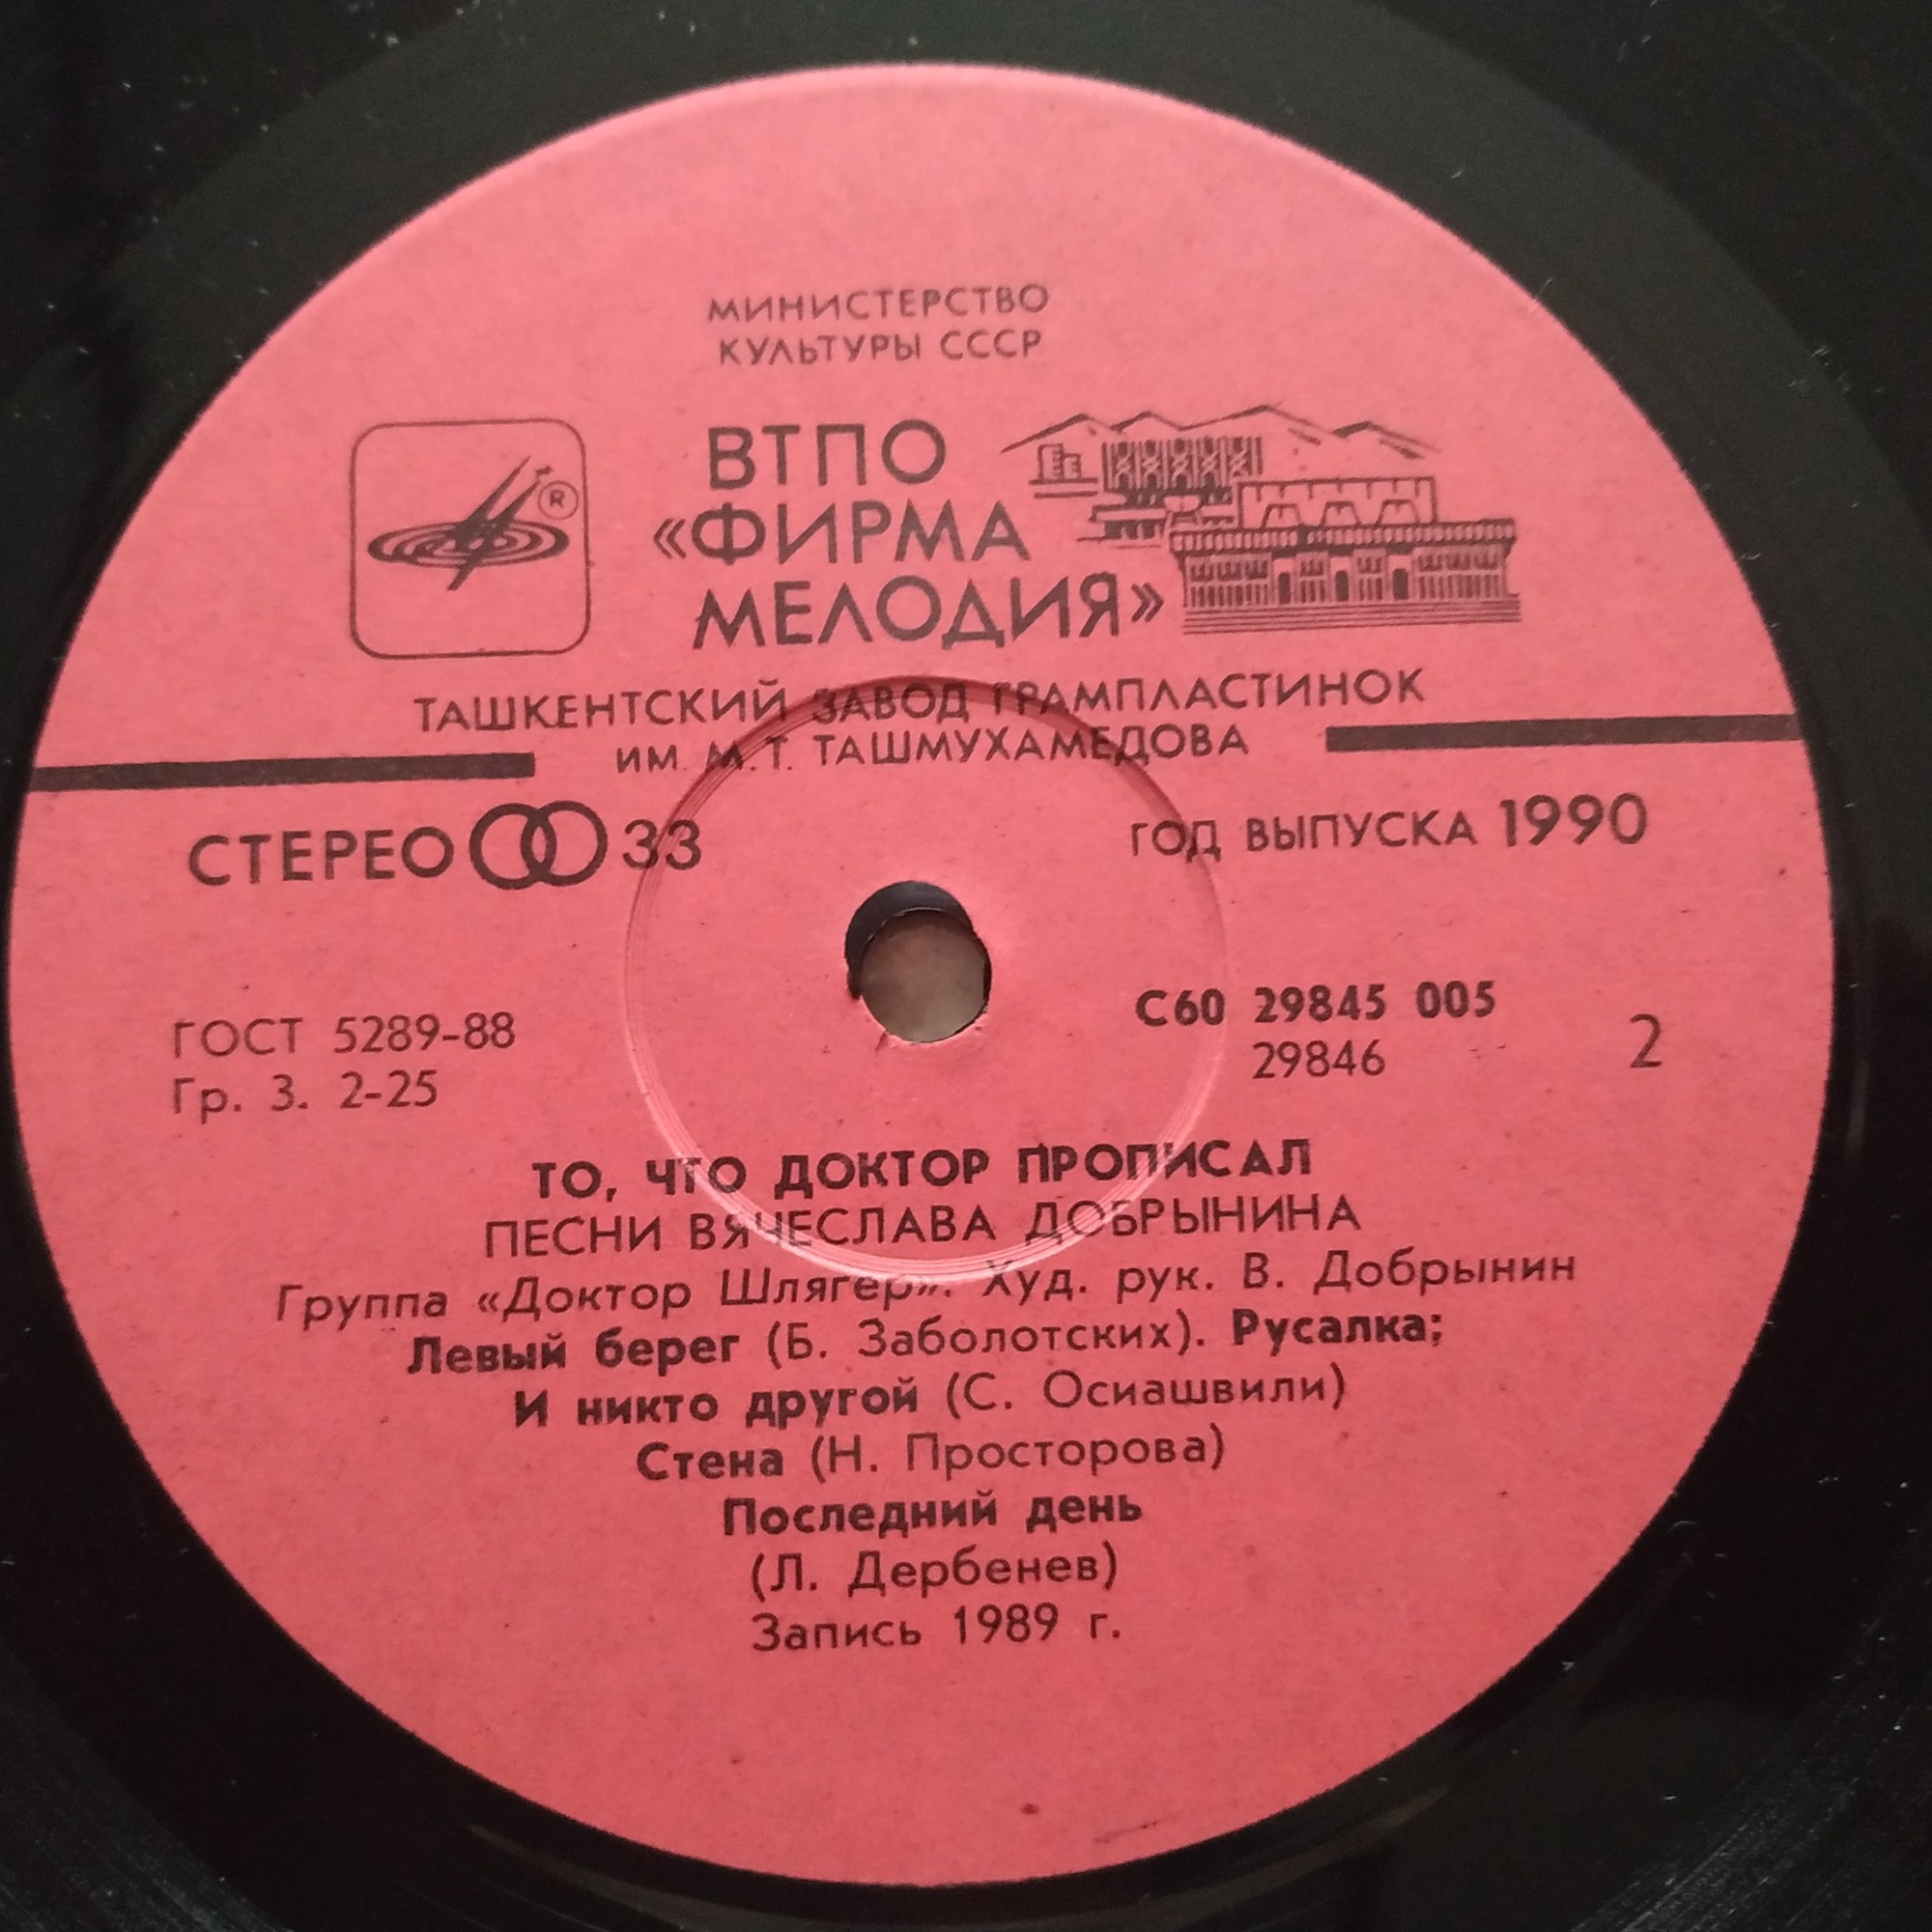 МИНИСТЕРСТВО
КУЛЬТУРЫ СССР
ВТПО
«ФИРМА
МЕЛОДИЯ»
®
ТАШКЕНТСКИЙ ЗАВОД ГРАМПЛАСТИНОК
ИМ. М.Т. ТАШМУХАМЕДОВА
СТЕРЕО 33
ГОД ВЫПУСКА 1990
ГОСТ 5289-88
Гр. 3. 2-25
С60 29845 005
29846
2
ТО, ЧТО ДОКТОР ПРОПИСАЛ
ПЕСНИ ВЯЧЕСЛАВА ДОБРЫНИНА
Группа «Доктор Шлягер». Худ. рук. В. Добрынин
Левый берег (Б. Заболотских). Русалка;
И никто другой (С. Осиашвили)
Стена (Н. Просторова)
Последний день
(Л. Дербенев)
Запись 1989 г.